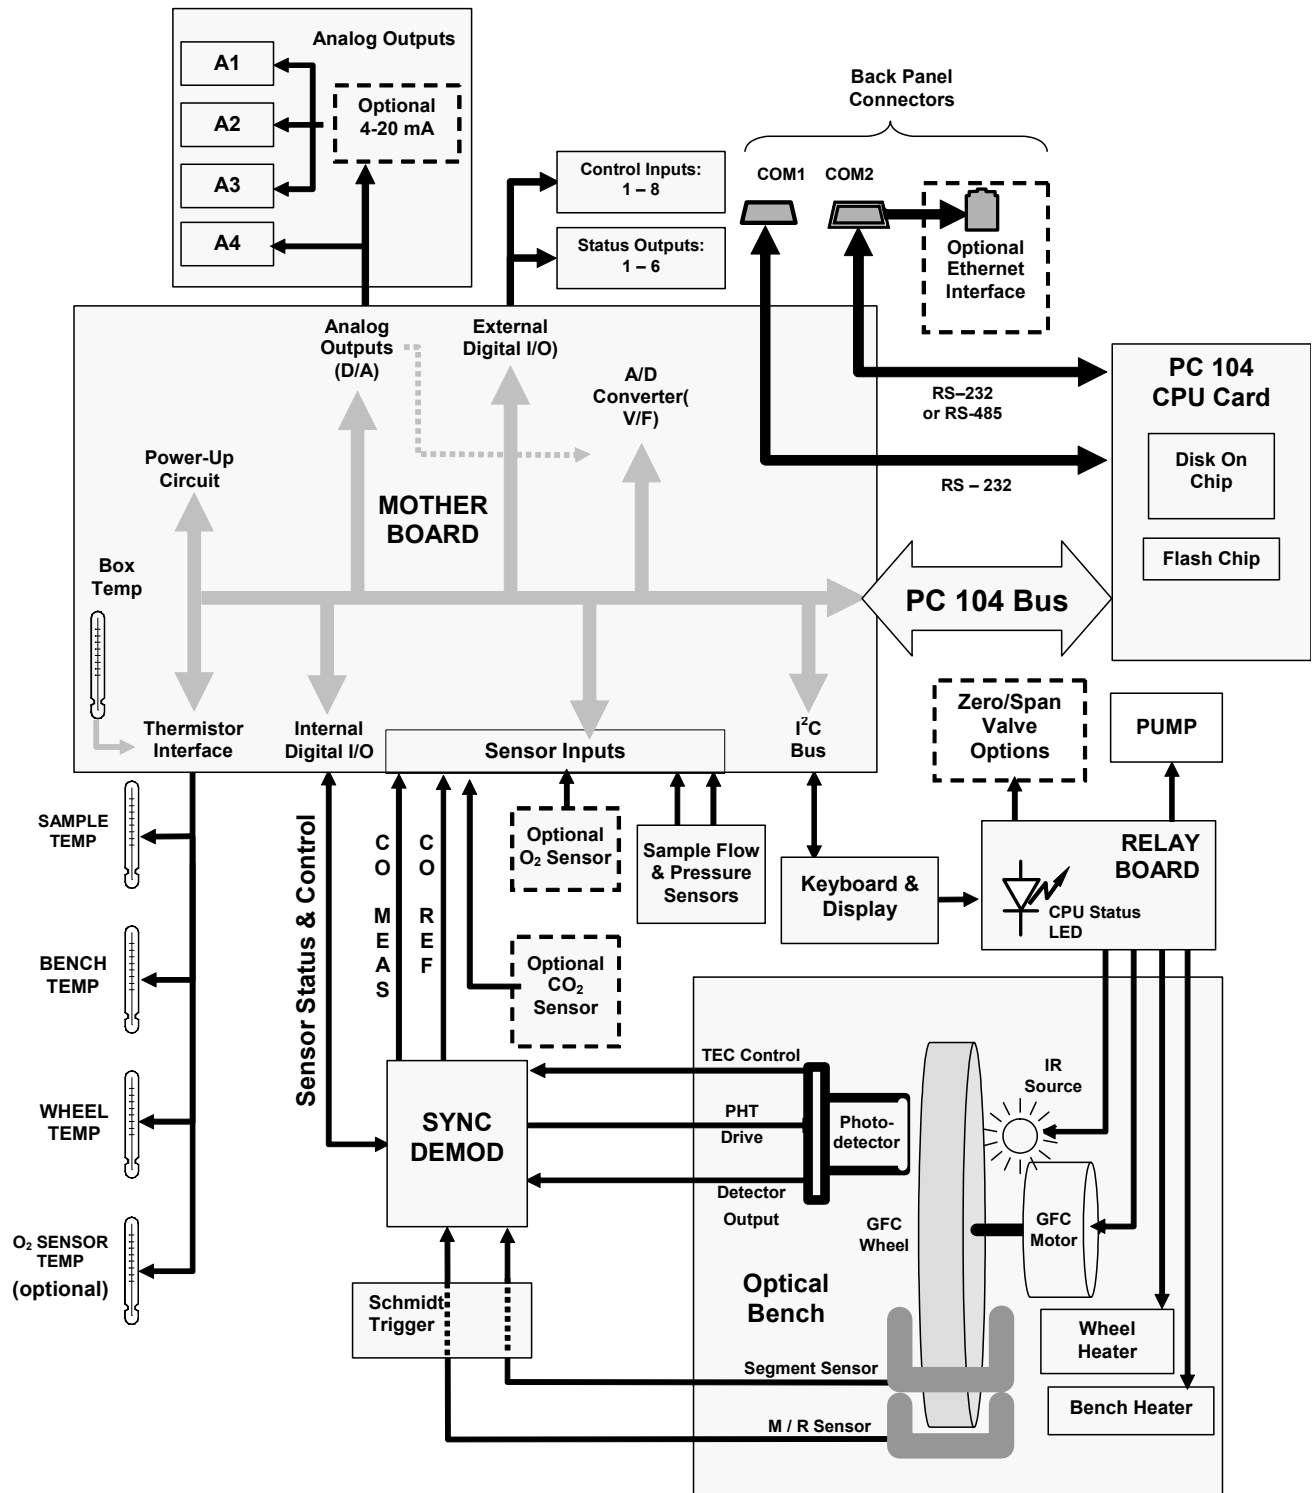 Analog Outputs
A1
A2
A3
A4
Optional
4-20 mA
Control Inputs:
1 – 8
Status Outputs:
1 – 6
Back Panel
Connectors
COM1
COM2
Optional
Ethernet
Interface
RS–232
or RS-485
RS – 232
PC 104
CPU Card
Disk On
Chip
Flash Chip
PC 104 Bus
Analog
Outputs
(D/A)
External
Digital I/O)
A/D
Converter(
V/F)
Power-Up
Circuit
MOTHER
BOARD
Box
Temp
Thermistor
Interface
Internal
Digital I/O
Sensor Inputs
I²C
Bus
Zero/Span
Valve
Options
PUMP
RELAY
BOARD
CPU Status
LED
Keyboard &
Display
Sample Flow
& Pressure
Sensors
Optional
O₂ Sensor
Optional
CO₂
Sensor
CO MEAS
CO REF
Sensor Status & Control
SAMPLE
TEMP
BENCH
TEMP
WHEEL
TEMP
O₂ SENSOR
TEMP
(optional)
SYNC
DEMOD
TEC Control
PHT
Drive
Detector
Output
Photo-
detector
IR
Source
GFC
Wheel
GFC
Motor
Optical
Bench
Wheel
Heater
Bench Heater
Schmidt
Trigger
Segment Sensor
M / R Sensor